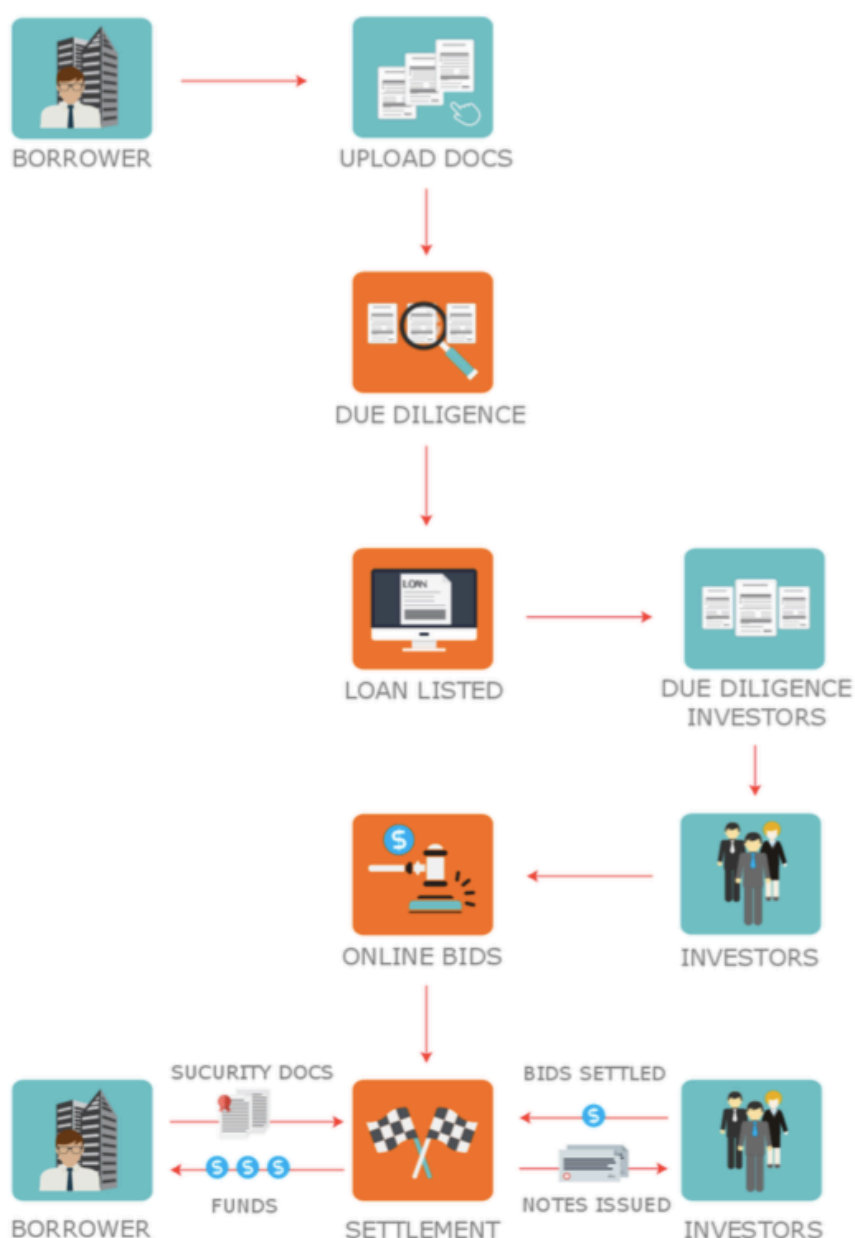 BORROWER
UPLOAD DOCS
DUE DILIGENCE
LOAN
LOAN LISTED
DUE DILIGENCE
INVESTORS
$
ONLINE BIDS
INVESTORS
SUCURITY DOCS
BIDS SETTLED
$
$ $ $
FUNDS
NOTES ISSUED
BORROWER
SETTLEMENT
INVESTORS